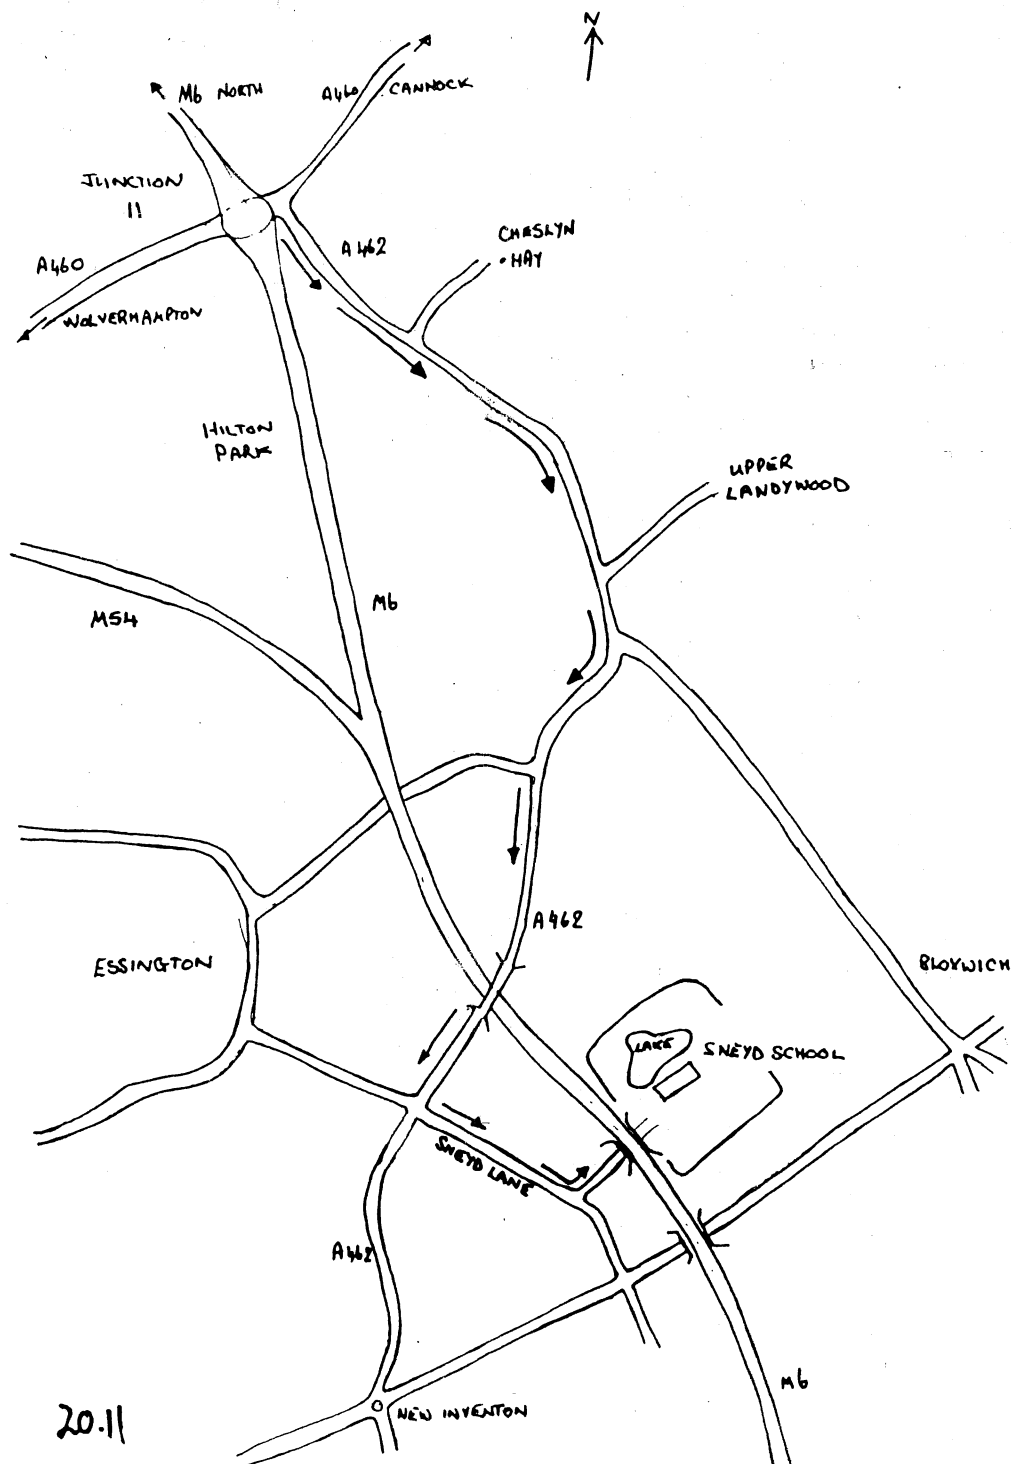 N
M6 NORTH
A460 CANNOCK
JUNCTION
11
A462
CHESLYN
HAY
A460
WOLVERHAMPTON
HILTON
PARK
UPPER
LANDYWOOD
M54
M6
A462
ESSINGTON
BLOXWICH
LAKE
SNEYD SCHOOL
SNEYD LANE
A462
M6
NEW INVENTON
20.11